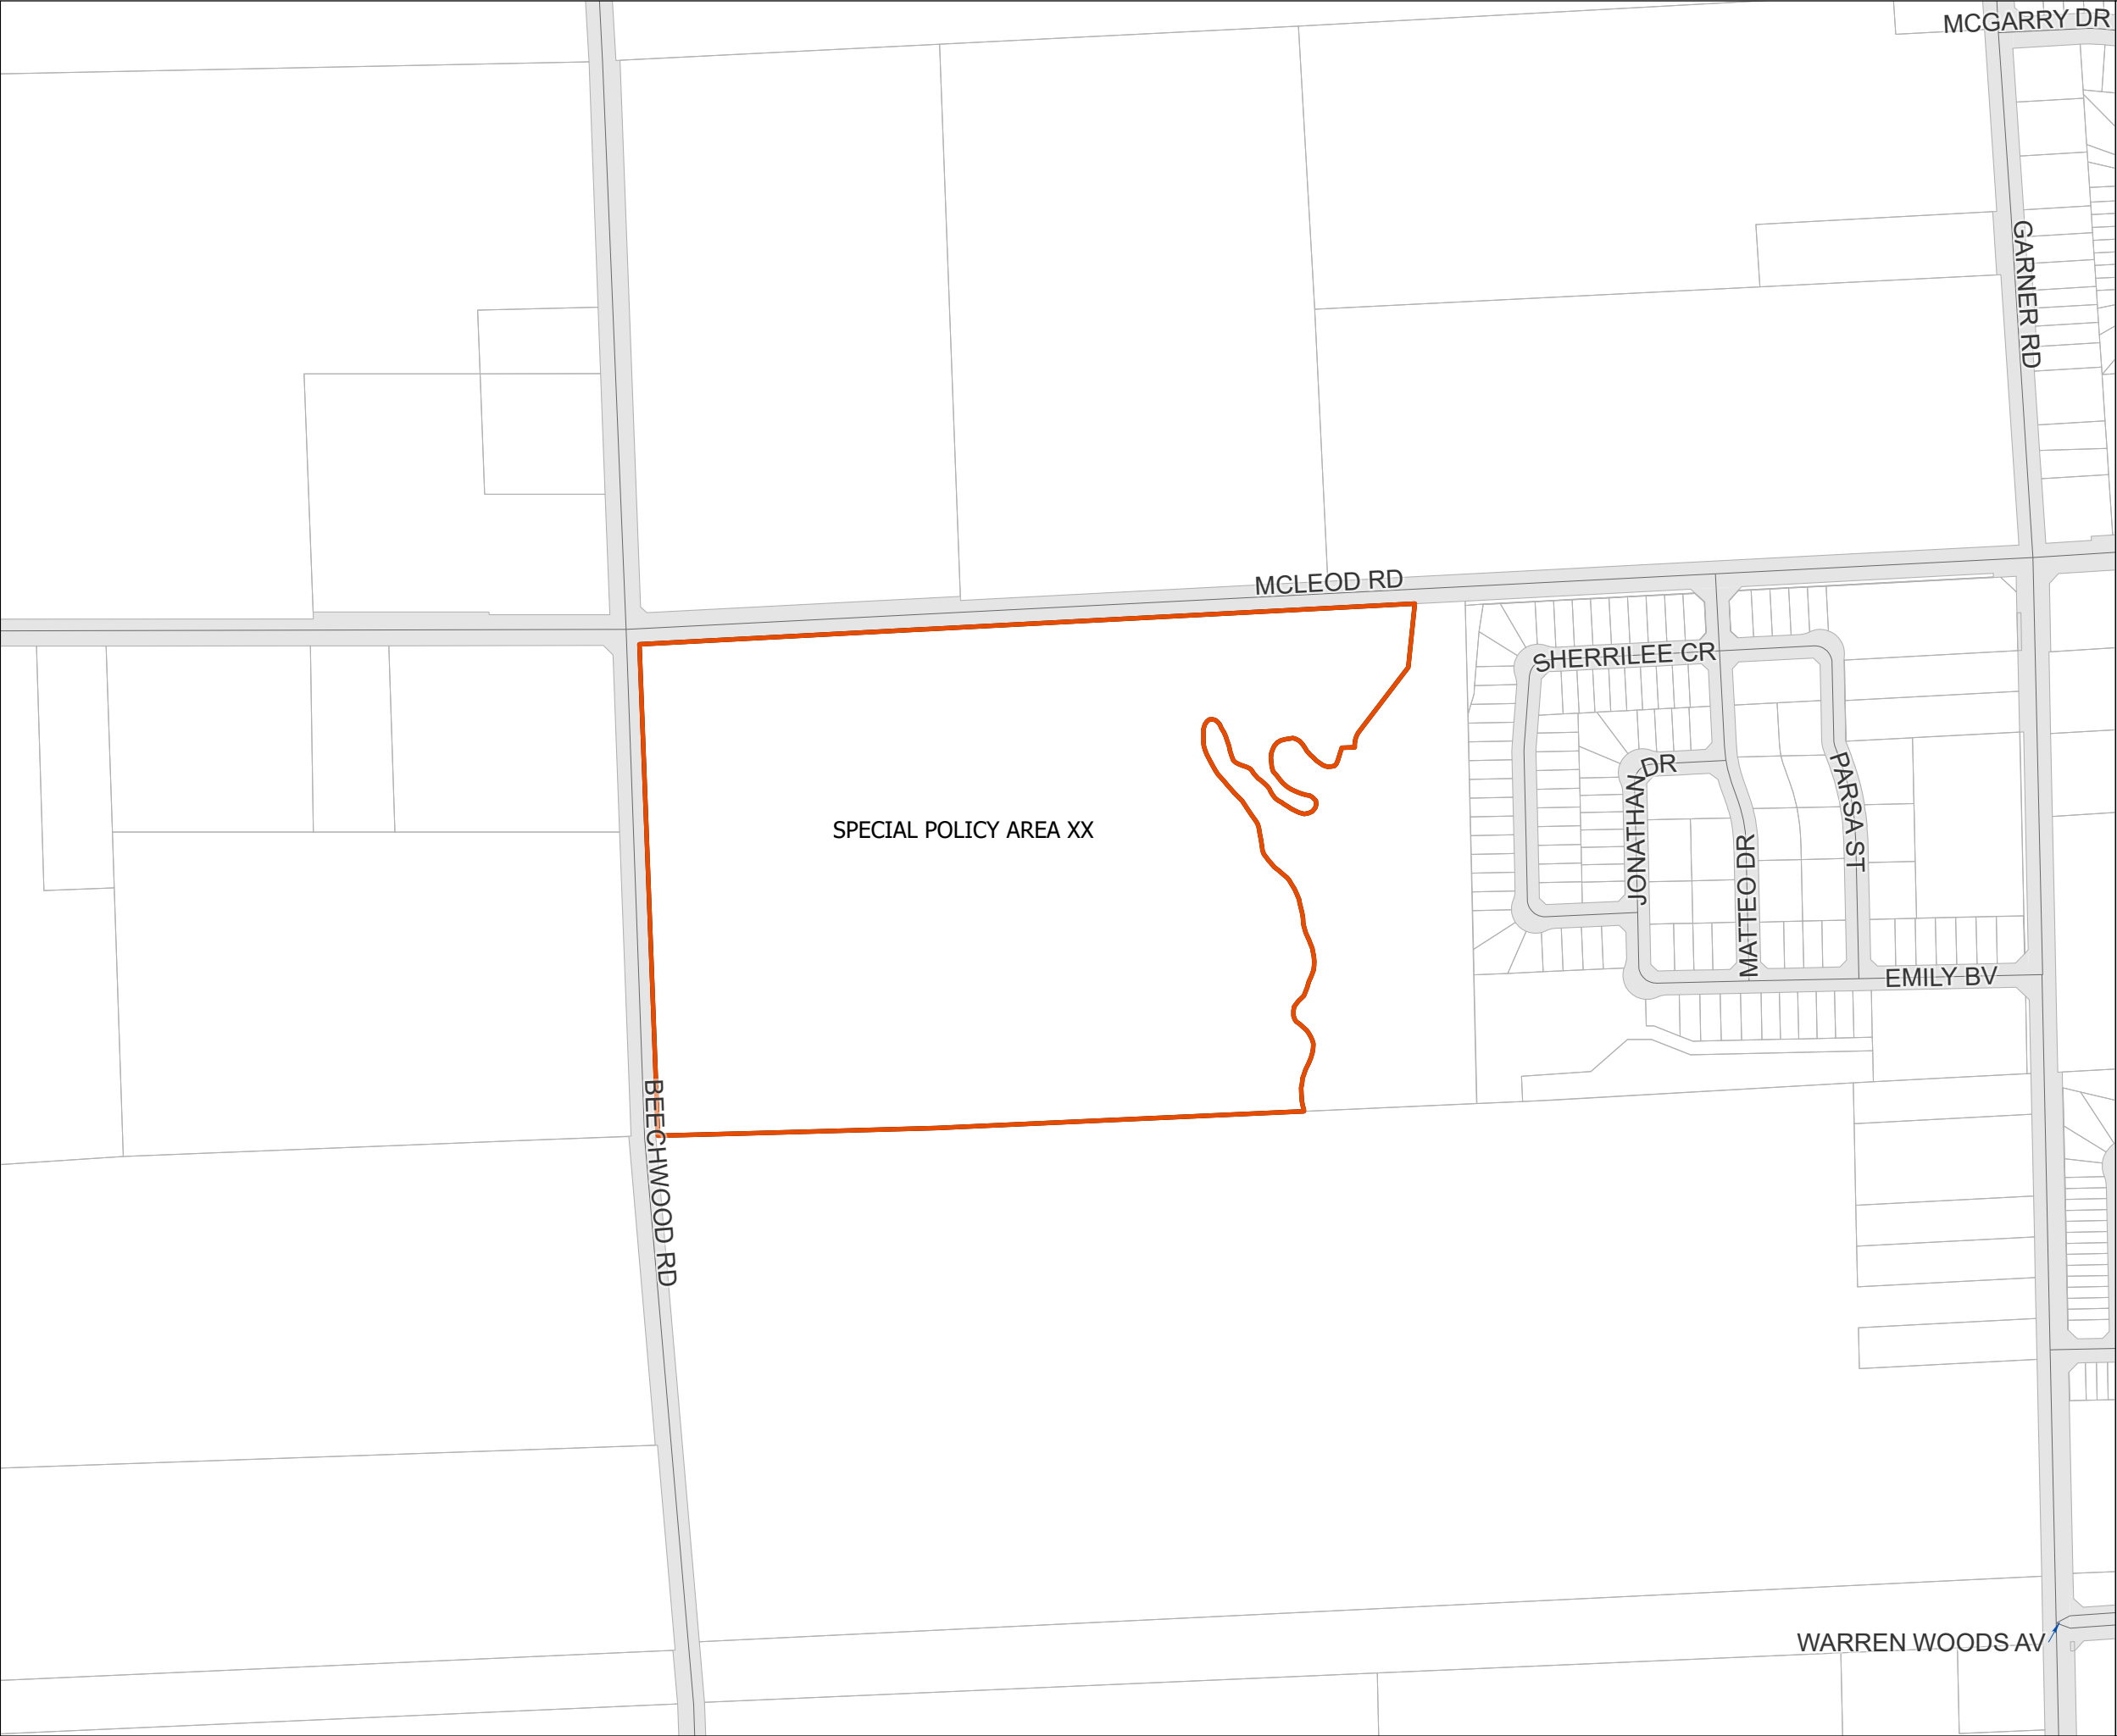 MCGARRY DR
GARNER RD
MCLEOD RD
SHERRILEE CR
DR
JONATHAN
PARSA ST
MATTEO DR
SPECIAL POLICY AREA XX
EMILY BV
BEECHWOOD RD
WARREN WOODS AV